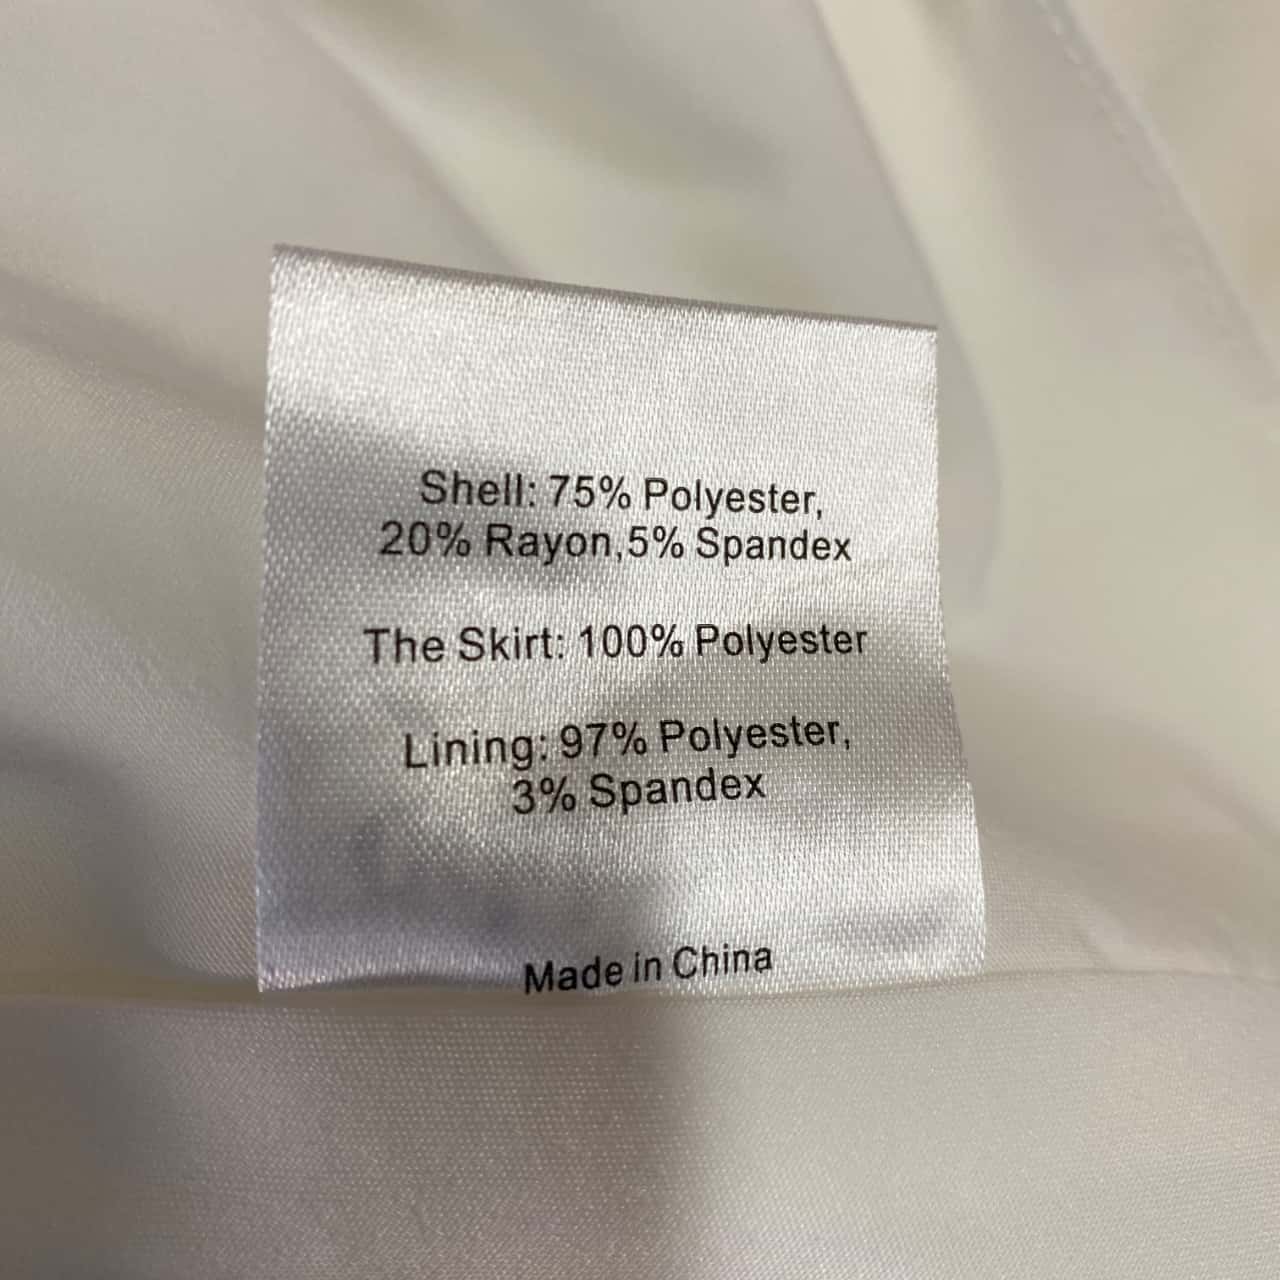 Shell: 75% Polyester,
20% Rayon,5% Spandex
The Skirt: 100% Polyester
Lining: 97% Polyester,
3% Spandex
Made in China